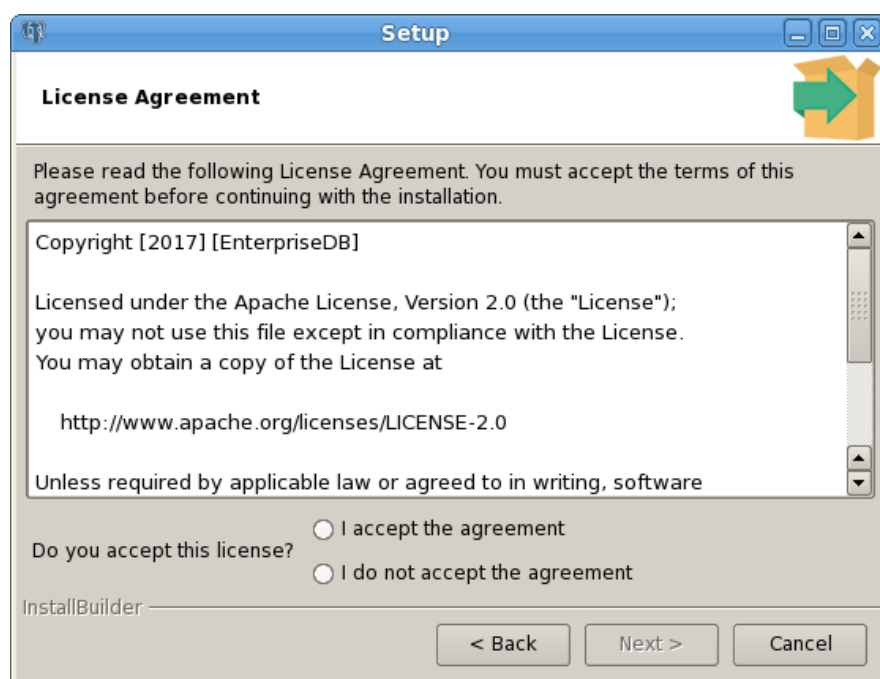 Setup
License Agreement
Please read the following License Agreement. You must accept the terms of this
agreement before continuing with the installation.
Copyright [2017] [EnterpriseDB]
Licensed under the Apache License, Version 2.0 (the "License");
you may not use this file except in compliance with the License.
You may obtain a copy of the License at
http://www.apache.org/licenses/LICENSE-2.0
Unless required by applicable law or agreed to in writing, software
Do you accept this license?
I accept the agreement
I do not accept the agreement
InstallBuilder
< Back
Next >
Cancel